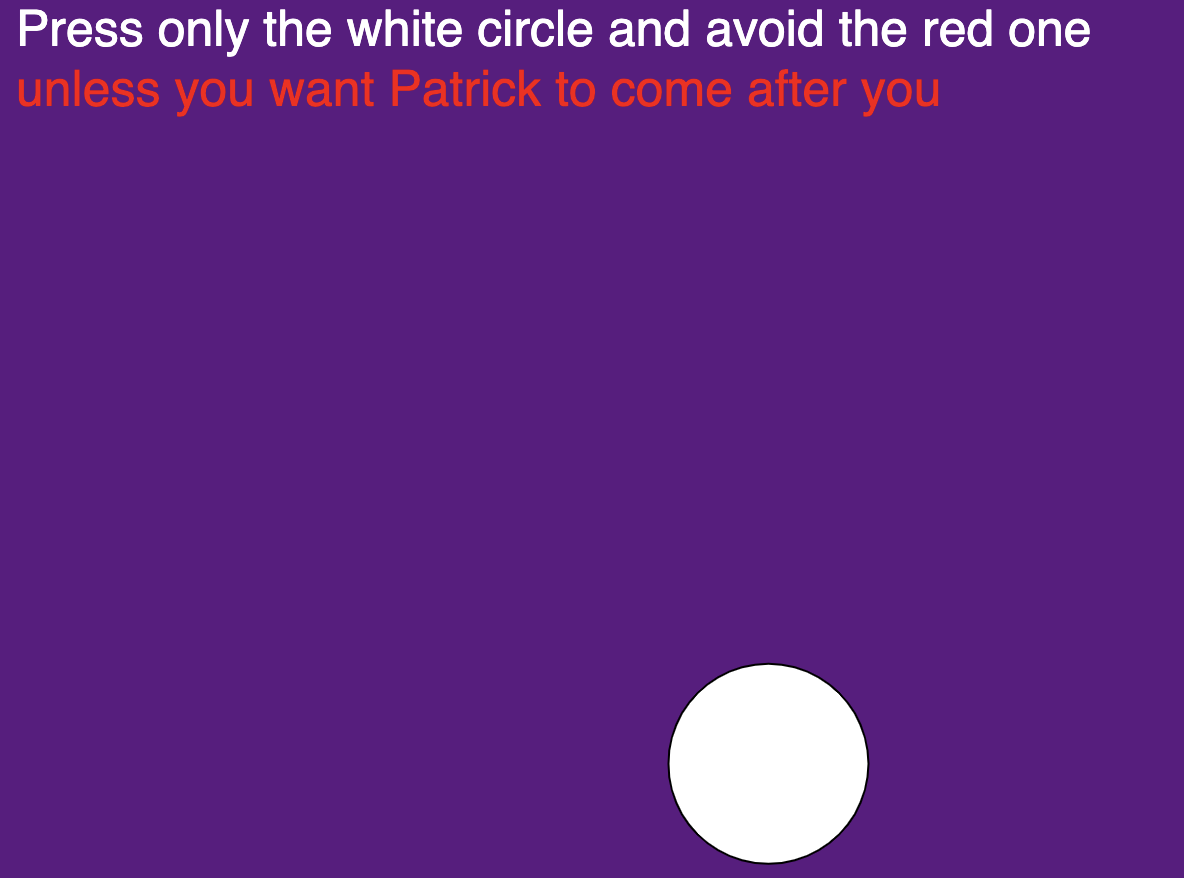 Press only the white circle and avoid the red one
unless you want Patrick to come after you